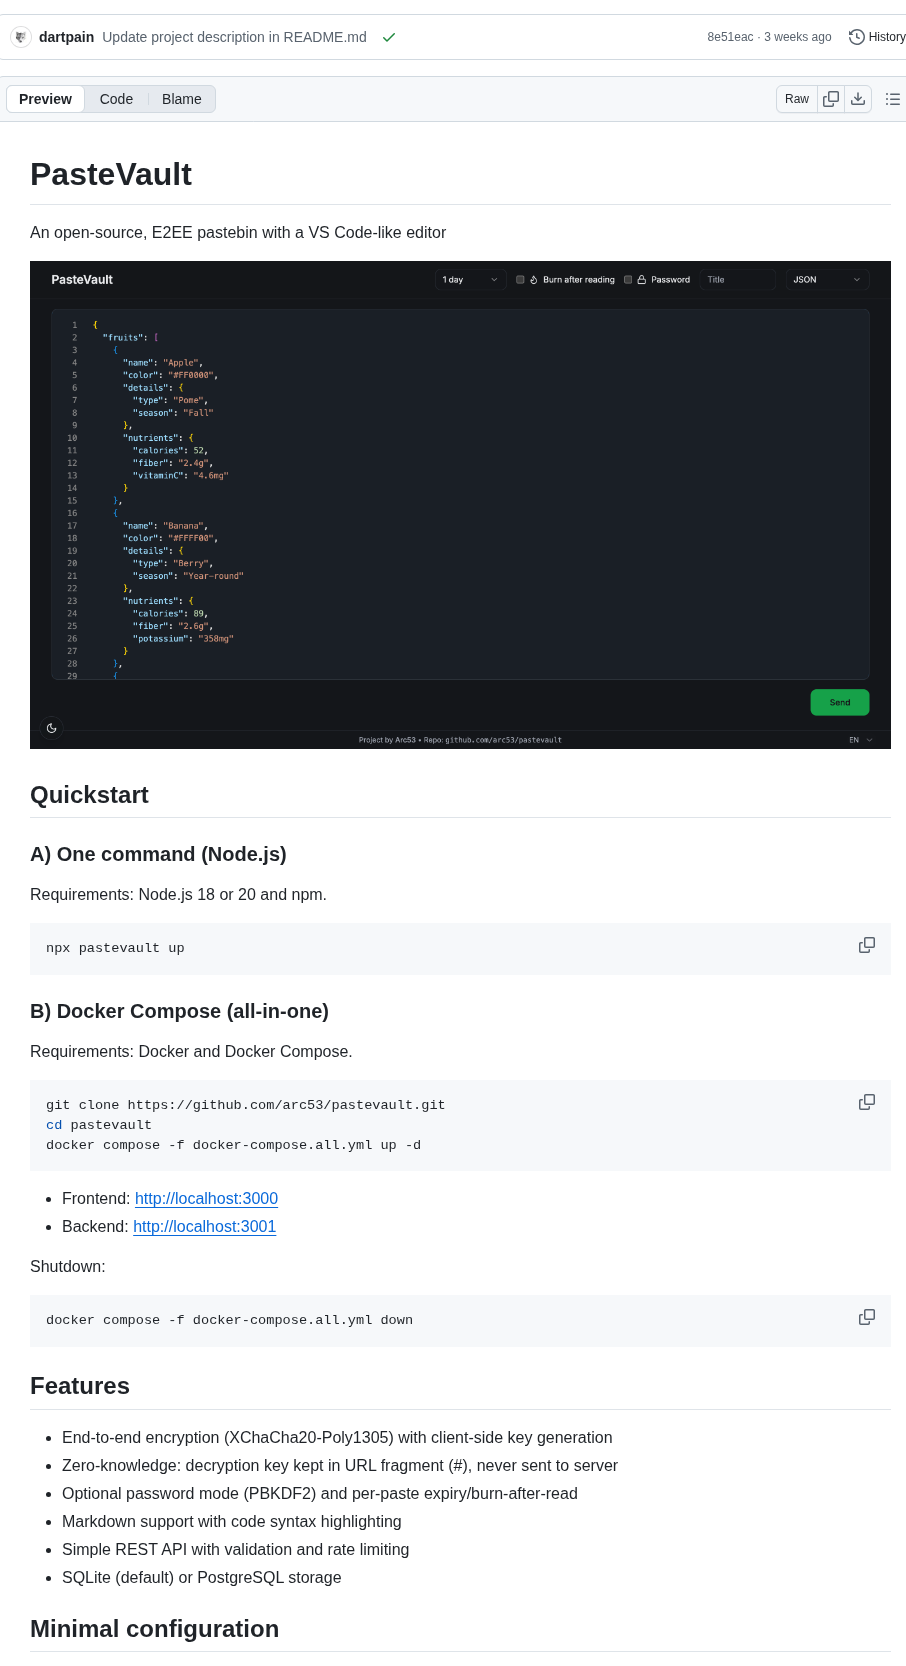 dartpain Update project description in README.md 8e51eac · 3 weeks ago History
Preview Code Blame Raw
PasteVault
An open-source, E2EE pastebin with a VS Code-like editor
PasteVault 1 day Burn after reading Password Title JSON
1 {
2 "fruits": [
3 {
4 "name": "Apple",
5 "color": "#FF0000",
6 "details": {
7 "type": "Pome",
8 "season": "Fall"
9 },
10 "nutrients": {
11 "calories": 52,
12 "fiber": "2.4g",
13 "vitaminC": "4.6mg"
14 }
15 },
16 {
17 "name": "Banana",
18 "color": "#FFFF00",
19 "details": {
20 "type": "Berry",
21 "season": "Year-round"
22 },
23 "nutrients": {
24 "calories": 89,
25 "fiber": "2.6g",
26 "potassium": "358mg"
27 }
28 },
29 {
Send
Project by Arc53 • Repo: github.com/arc53/pastevault EN
Quickstart
A) One command (Node.js)
Requirements: Node.js 18 or 20 and npm.
npx pastevault up
B) Docker Compose (all-in-one)
Requirements: Docker and Docker Compose.
git clone https://github.com/arc53/pastevault.git
cd pastevault
docker compose -f docker-compose.all.yml up -d
• Frontend: http://localhost:3000
• Backend: http://localhost:3001
Shutdown:
docker compose -f docker-compose.all.yml down
Features
• End-to-end encryption (XChaCha20-Poly1305) with client-side key generation
• Zero-knowledge: decryption key kept in URL fragment (#), never sent to server
• Optional password mode (PBKDF2) and per-paste expiry/burn-after-read
• Markdown support with code syntax highlighting
• Simple REST API with validation and rate limiting
• SQLite (default) or PostgreSQL storage
Minimal configuration